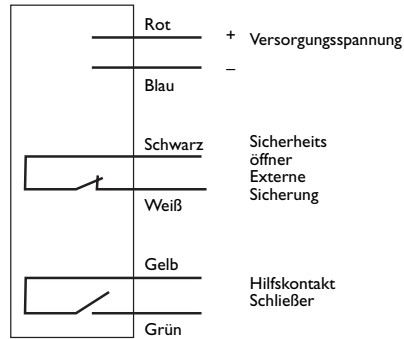 Rot
+ Versorgungsspannung
–
Blau
Schwarz
Sicherheits
öffner
Externe
Sicherung
Weiß
Gelb
Hilfskontakt
Schließer
Grün